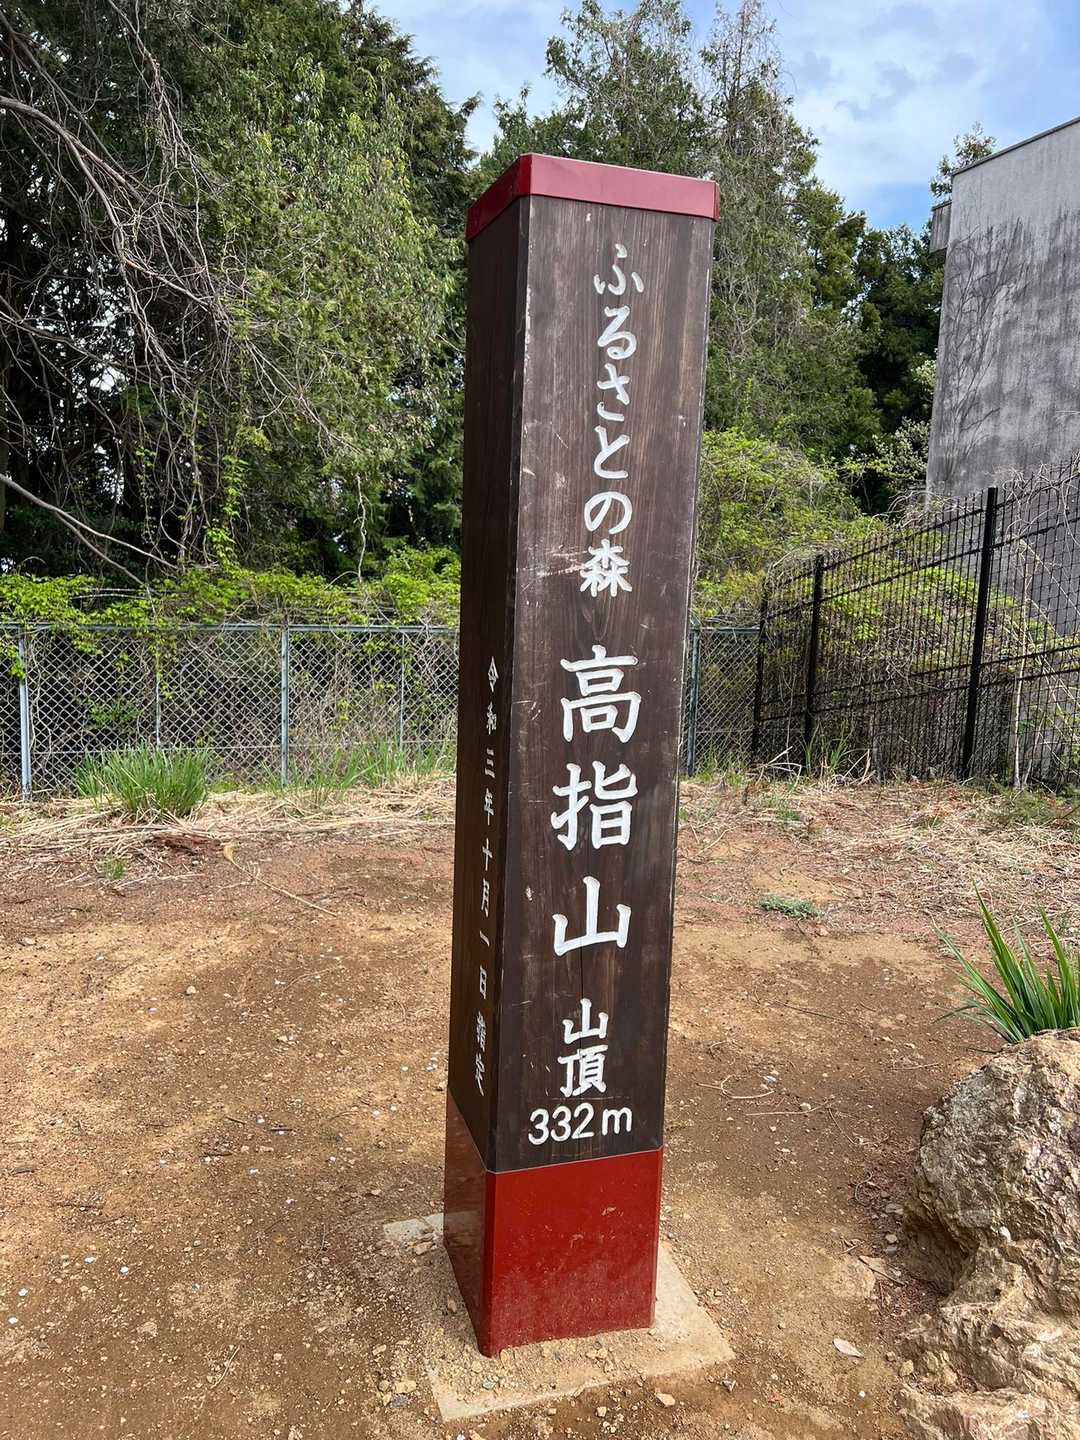 ふるさとの森
高指山
山頂
332m
令和三年十月一日指定